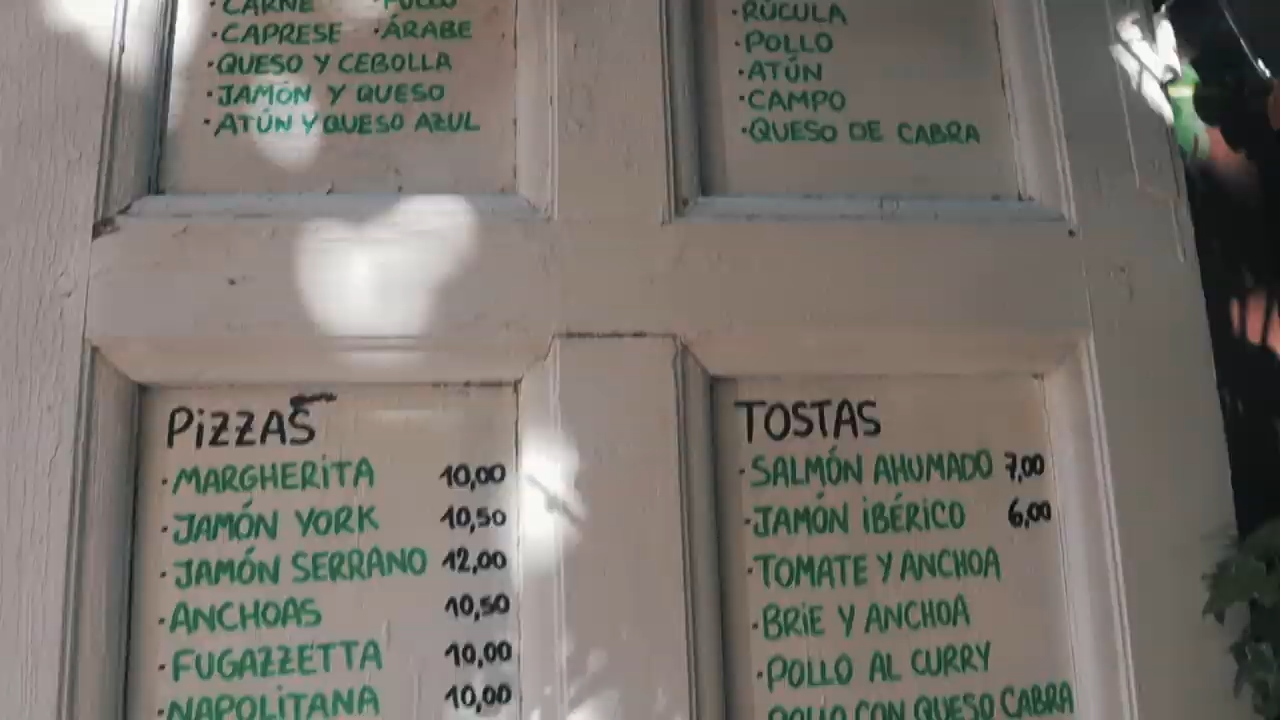 ·CARNE ·POLLO
·CAPRESE ·ÁRABE
·QUESO Y CEBOLLA
·JAMÓN Y QUESO
·ATÚN Y QUESO AZUL
·RÚCULA
·POLLO
·ATÚN
·CAMPO
·QUESO DE CABRA
PiZZAS
·MARGHERiTA 10,00
·JAMÓN YORK 10,50
·JAMÓN SERRANO 12,00
·ANCHOAS 10,50
·FUGAZZETTA 10,00
·NAPOLiTANA 10,00
TOSTAS
·SALMÓN AHUMADO 7,00
·JAMÓN iBÉRiCO 6,00
·TOMATE Y ANCHOA
·BRiE Y ANCHOA
·POLLO AL CURRY
POLLO CON QUESO CABRA